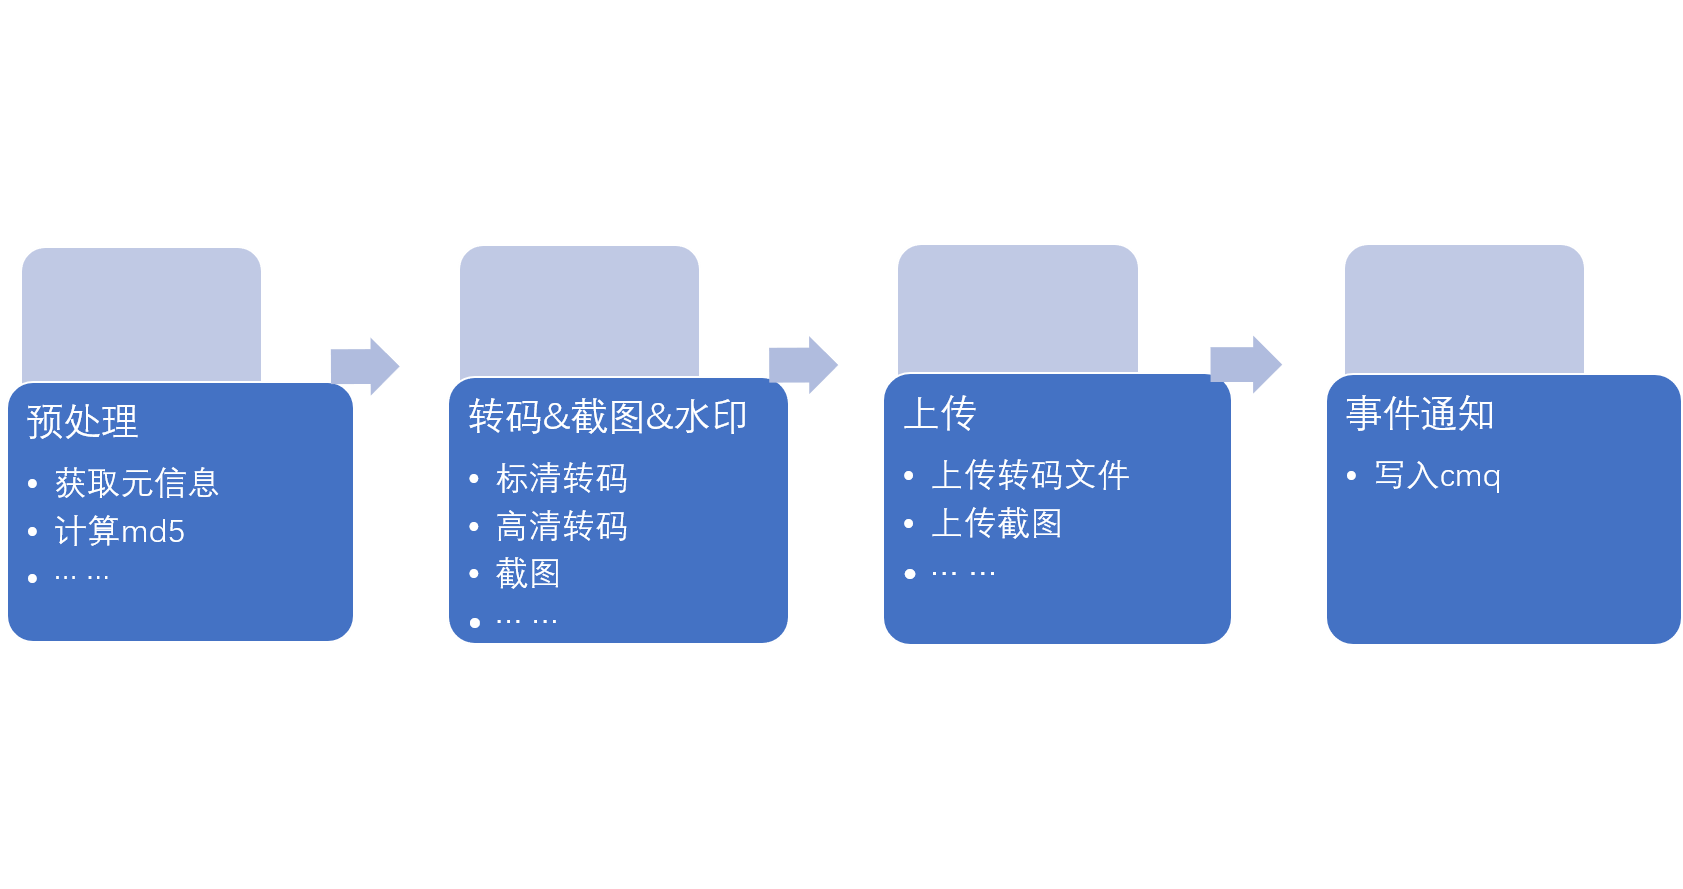 预处理
• 获取元信息
• 计算md5
• … …
转码&截图&水印
• 标清转码
• 高清转码
• 截图
• … …
上传
• 上传转码文件
• 上传截图
• … …
事件通知
• 写入cmq